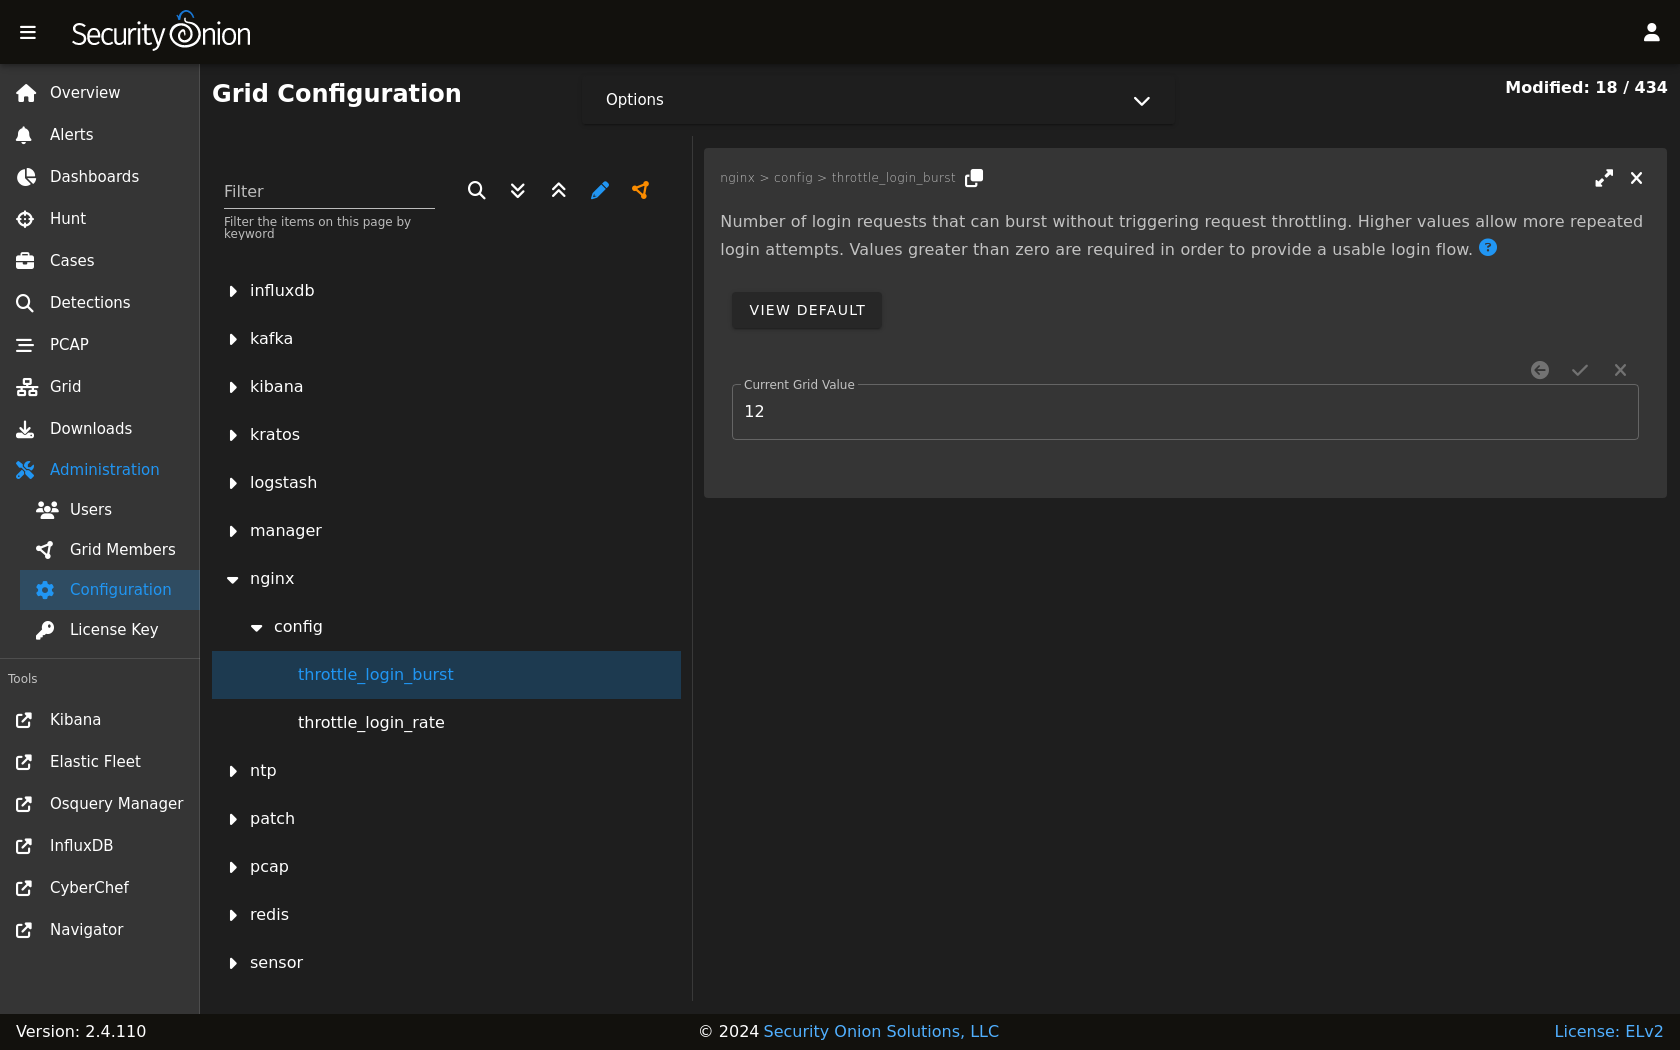 Security Onion
Overview
Alerts
Dashboards
Hunt
Cases
Detections
PCAP
Grid
Downloads
Administration
Users
Grid Members
Configuration
License Key
Tools
Kibana
Elastic Fleet
Osquery Manager
InfluxDB
CyberChef
Navigator
Grid Configuration
Options
Modified: 18 / 434
Filter
Filter the items on this page by
keyword
influxdb
kafka
kibana
kratos
logstash
manager
nginx
config
throttle_login_burst
throttle_login_rate
ntp
patch
pcap
redis
sensor
nginx > config > throttle_login_burst
Number of login requests that can burst without triggering request throttling. Higher values allow more repeated
login attempts. Values greater than zero are required in order to provide a usable login flow. ?
VIEW DEFAULT
Current Grid Value
12
Version: 2.4.110
© 2024 Security Onion Solutions, LLC
License: ELv2